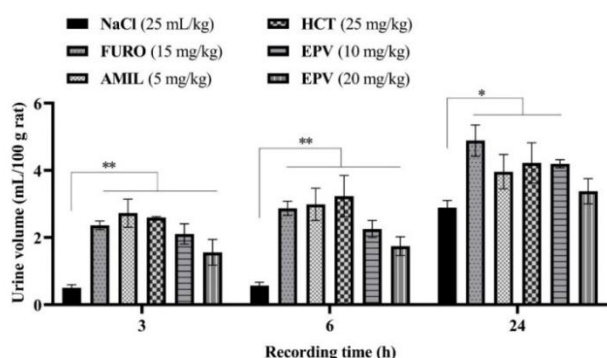 NaCl (25 mL/kg)
FURO (15 mg/kg)
AMIL (5 mg/kg)
HCT (25 mg/kg)
EPV (10 mg/kg)
EPV (20 mg/kg)
Urine volume (mL/100 g rat)
6
4
2
0
**
**
*
3
6
24
Recording time (h)